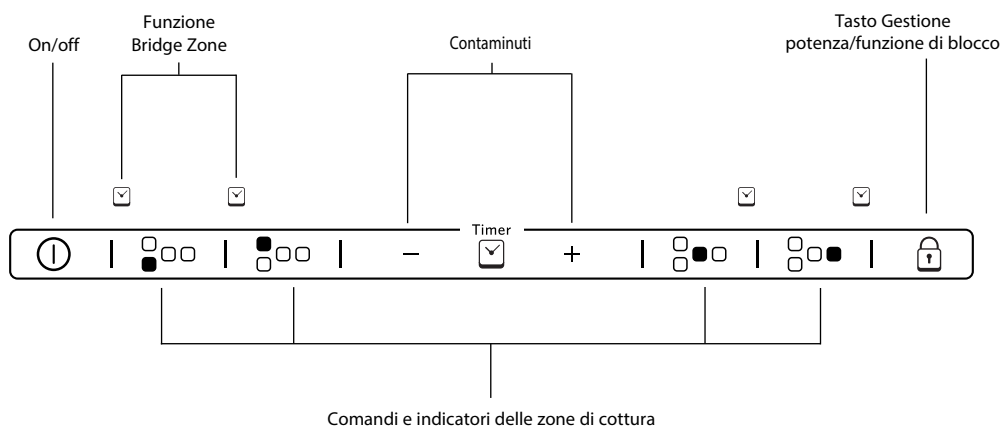 On/off
Funzione
Bridge Zone
Contaminuti
Tasto Gestione
potenza/funzione di blocco
Timer
− +
Comandi e indicatori delle zone di cottura